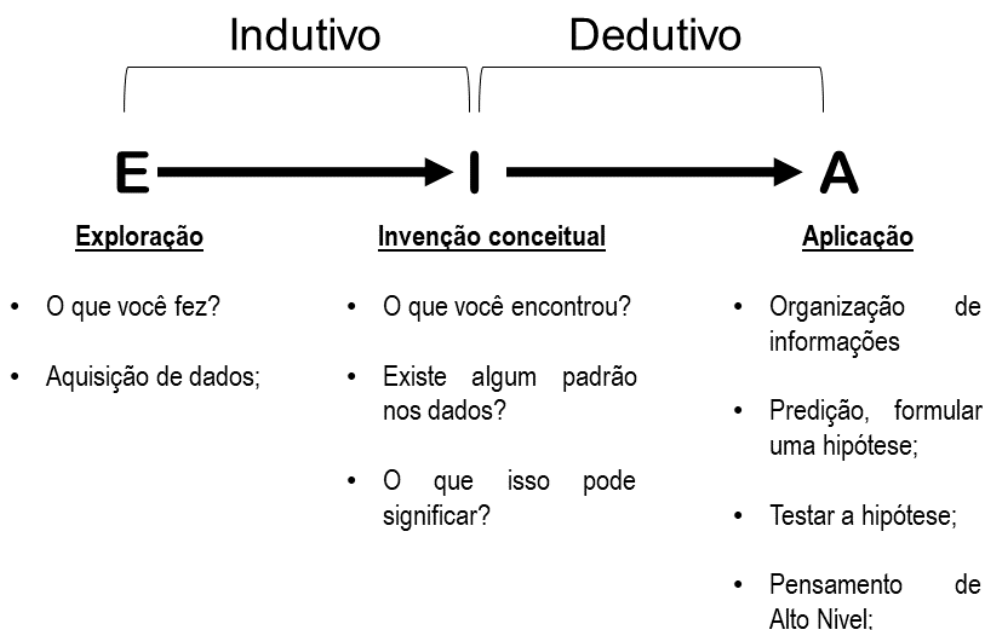 Indutivo
Dedutivo
E
I
A
Exploração
• O que você fez?
• Aquisição de dados;
Invenção conceitual
• O que você encontrou?
• Existe algum padrão
nos dados?
• O que isso pode
significar?
Aplicação
• Organização de
informações
• Predição, formular
uma hipótese;
• Testar a hipótese;
• Pensamento de
Alto Nivel;